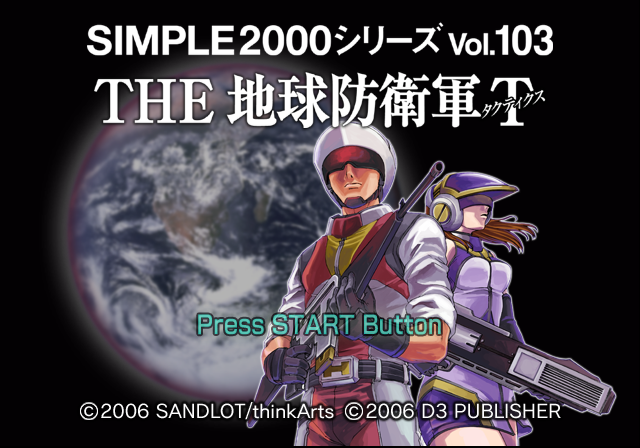 SIMPLE2000シリーズ Vol.103
THE 地球防衛軍 タクティクス T
Press START Button
©2006 SANDLOT/thinkArts ©2006 D3 PUBLISHER